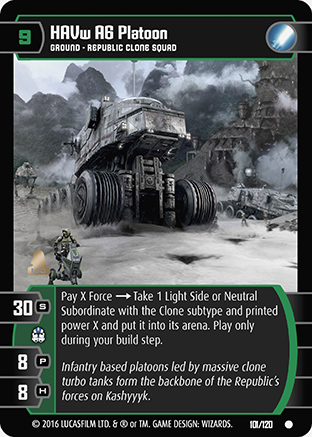 9
HAVw A6 Platoon
GROUND - REPUBLIC CLONE SQUAD
30 S
8 P
8 H
Pay X Force → Take 1 Light Side or Neutral
Subordinate with the Clone subtype and printed
power X and put it into its arena. Play only
during your build step.
Infantry based platoons led by massive clone
turbo tanks form the backbone of the Republic's
forces on Kashyyyk.
© 2016 LUCASFILM LTD. & ® or TM. GAME DESIGN: WIZARDS.
101/120